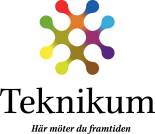 Teknikum
Här möter du framtiden